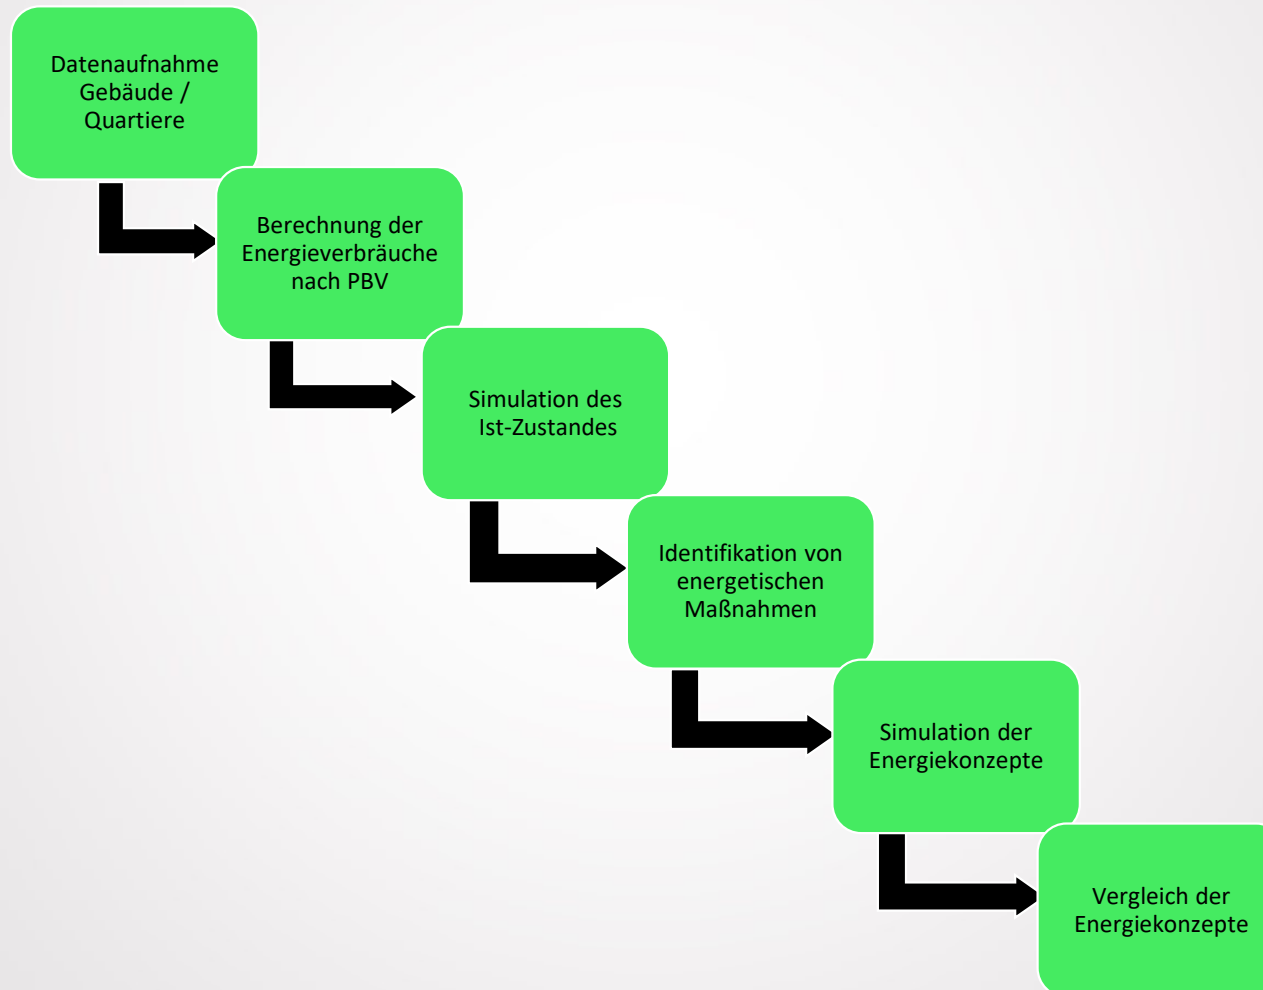 Datenaufnahme
Gebäude /
Quartiere
Berechnung der
Energieverbräuche
nach PBV
Simulation des
Ist-Zustandes
Identifikation von
energetischen
Maßnahmen
Simulation der
Energiekonzepte
Vergleich der
Energiekonzepte